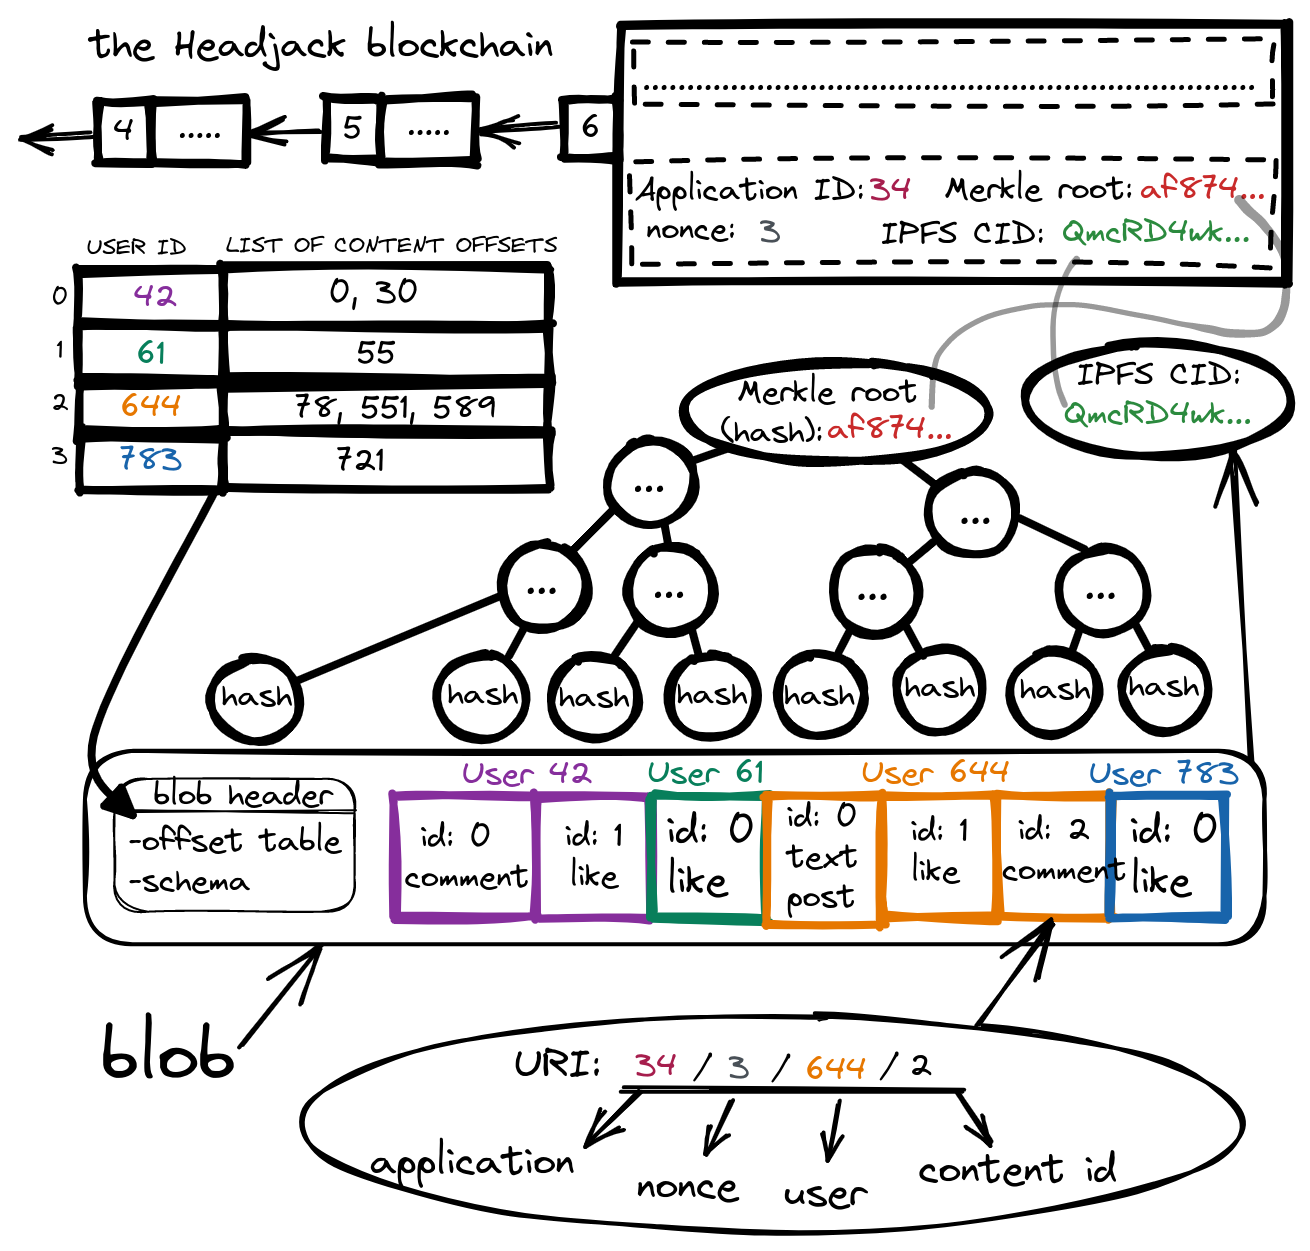 the Headjack blockchain
4 ..... 5 ..... 6
................................................
Application ID: 34 Merkle root: af874...
nonce: 3 IPFS CID: QmcRD4wk...
USER ID LIST OF CONTENT OFFSETS
0 42 0, 30
1 61 55
2 644 78, 551, 589
3 783 721
Merkle root
(hash): af874...
IPFS CID:
QmcRD4wk...
... ...
... ... ... ...
hash hash hash hash hash hash hash hash
blob header
-offset table
-schema
User 42 User 61 User 644 User 783
id: 0
comment
id: 1
like
id: 0
like
id: 0
text
post
id: 1
like
id: 2
comment
id: 0
like
blob
URI: 34 / 3 / 644 / 2
application nonce user content id